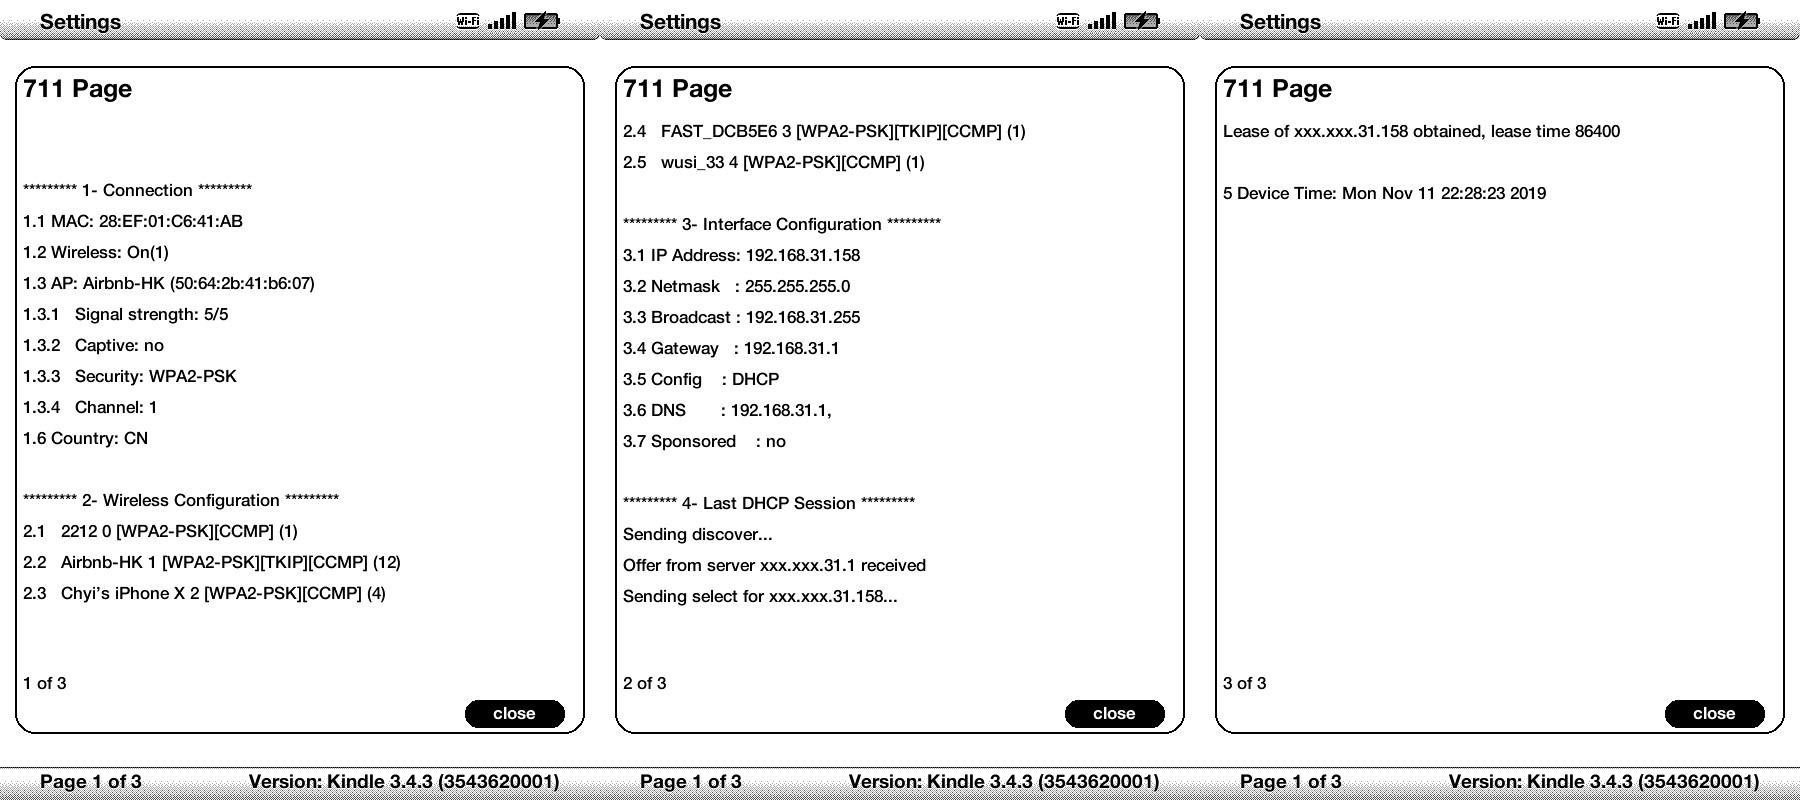 Settings
Wi-Fi
711 Page
********* 1- Connection *********
1.1 MAC: 28:EF:01:C6:41:AB
1.2 Wireless: On(1)
1.3 AP: Airbnb-HK (50:64:2b:41:b6:07)
1.3.1 Signal strength: 5/5
1.3.2 Captive: no
1.3.3 Security: WPA2-PSK
1.3.4 Channel: 1
1.6 Country: CN
********* 2- Wireless Configuration *********
2.1 2212 0 [WPA2-PSK][CCMP] (1)
2.2 Airbnb-HK 1 [WPA2-PSK][TKIP][CCMP] (12)
2.3 Chyi’s iPhone X 2 [WPA2-PSK][CCMP] (4)
1 of 3
close
Page 1 of 3
Version: Kindle 3.4.3 (3543620001)
Settings
Wi-Fi
711 Page
2.4 FAST_DCB5E6 3 [WPA2-PSK][TKIP][CCMP] (1)
2.5 wusi_33 4 [WPA2-PSK][CCMP] (1)
********* 3- Interface Configuration *********
3.1 IP Address: 192.168.31.158
3.2 Netmask : 255.255.255.0
3.3 Broadcast : 192.168.31.255
3.4 Gateway : 192.168.31.1
3.5 Config : DHCP
3.6 DNS : 192.168.31.1,
3.7 Sponsored : no
********* 4- Last DHCP Session *********
Sending discover...
Offer from server xxx.xxx.31.1 received
Sending select for xxx.xxx.31.158...
2 of 3
close
Page 1 of 3
Version: Kindle 3.4.3 (3543620001)
Settings
Wi-Fi
711 Page
Lease of xxx.xxx.31.158 obtained, lease time 86400
5 Device Time: Mon Nov 11 22:28:23 2019
3 of 3
close
Page 1 of 3
Version: Kindle 3.4.3 (3543620001)